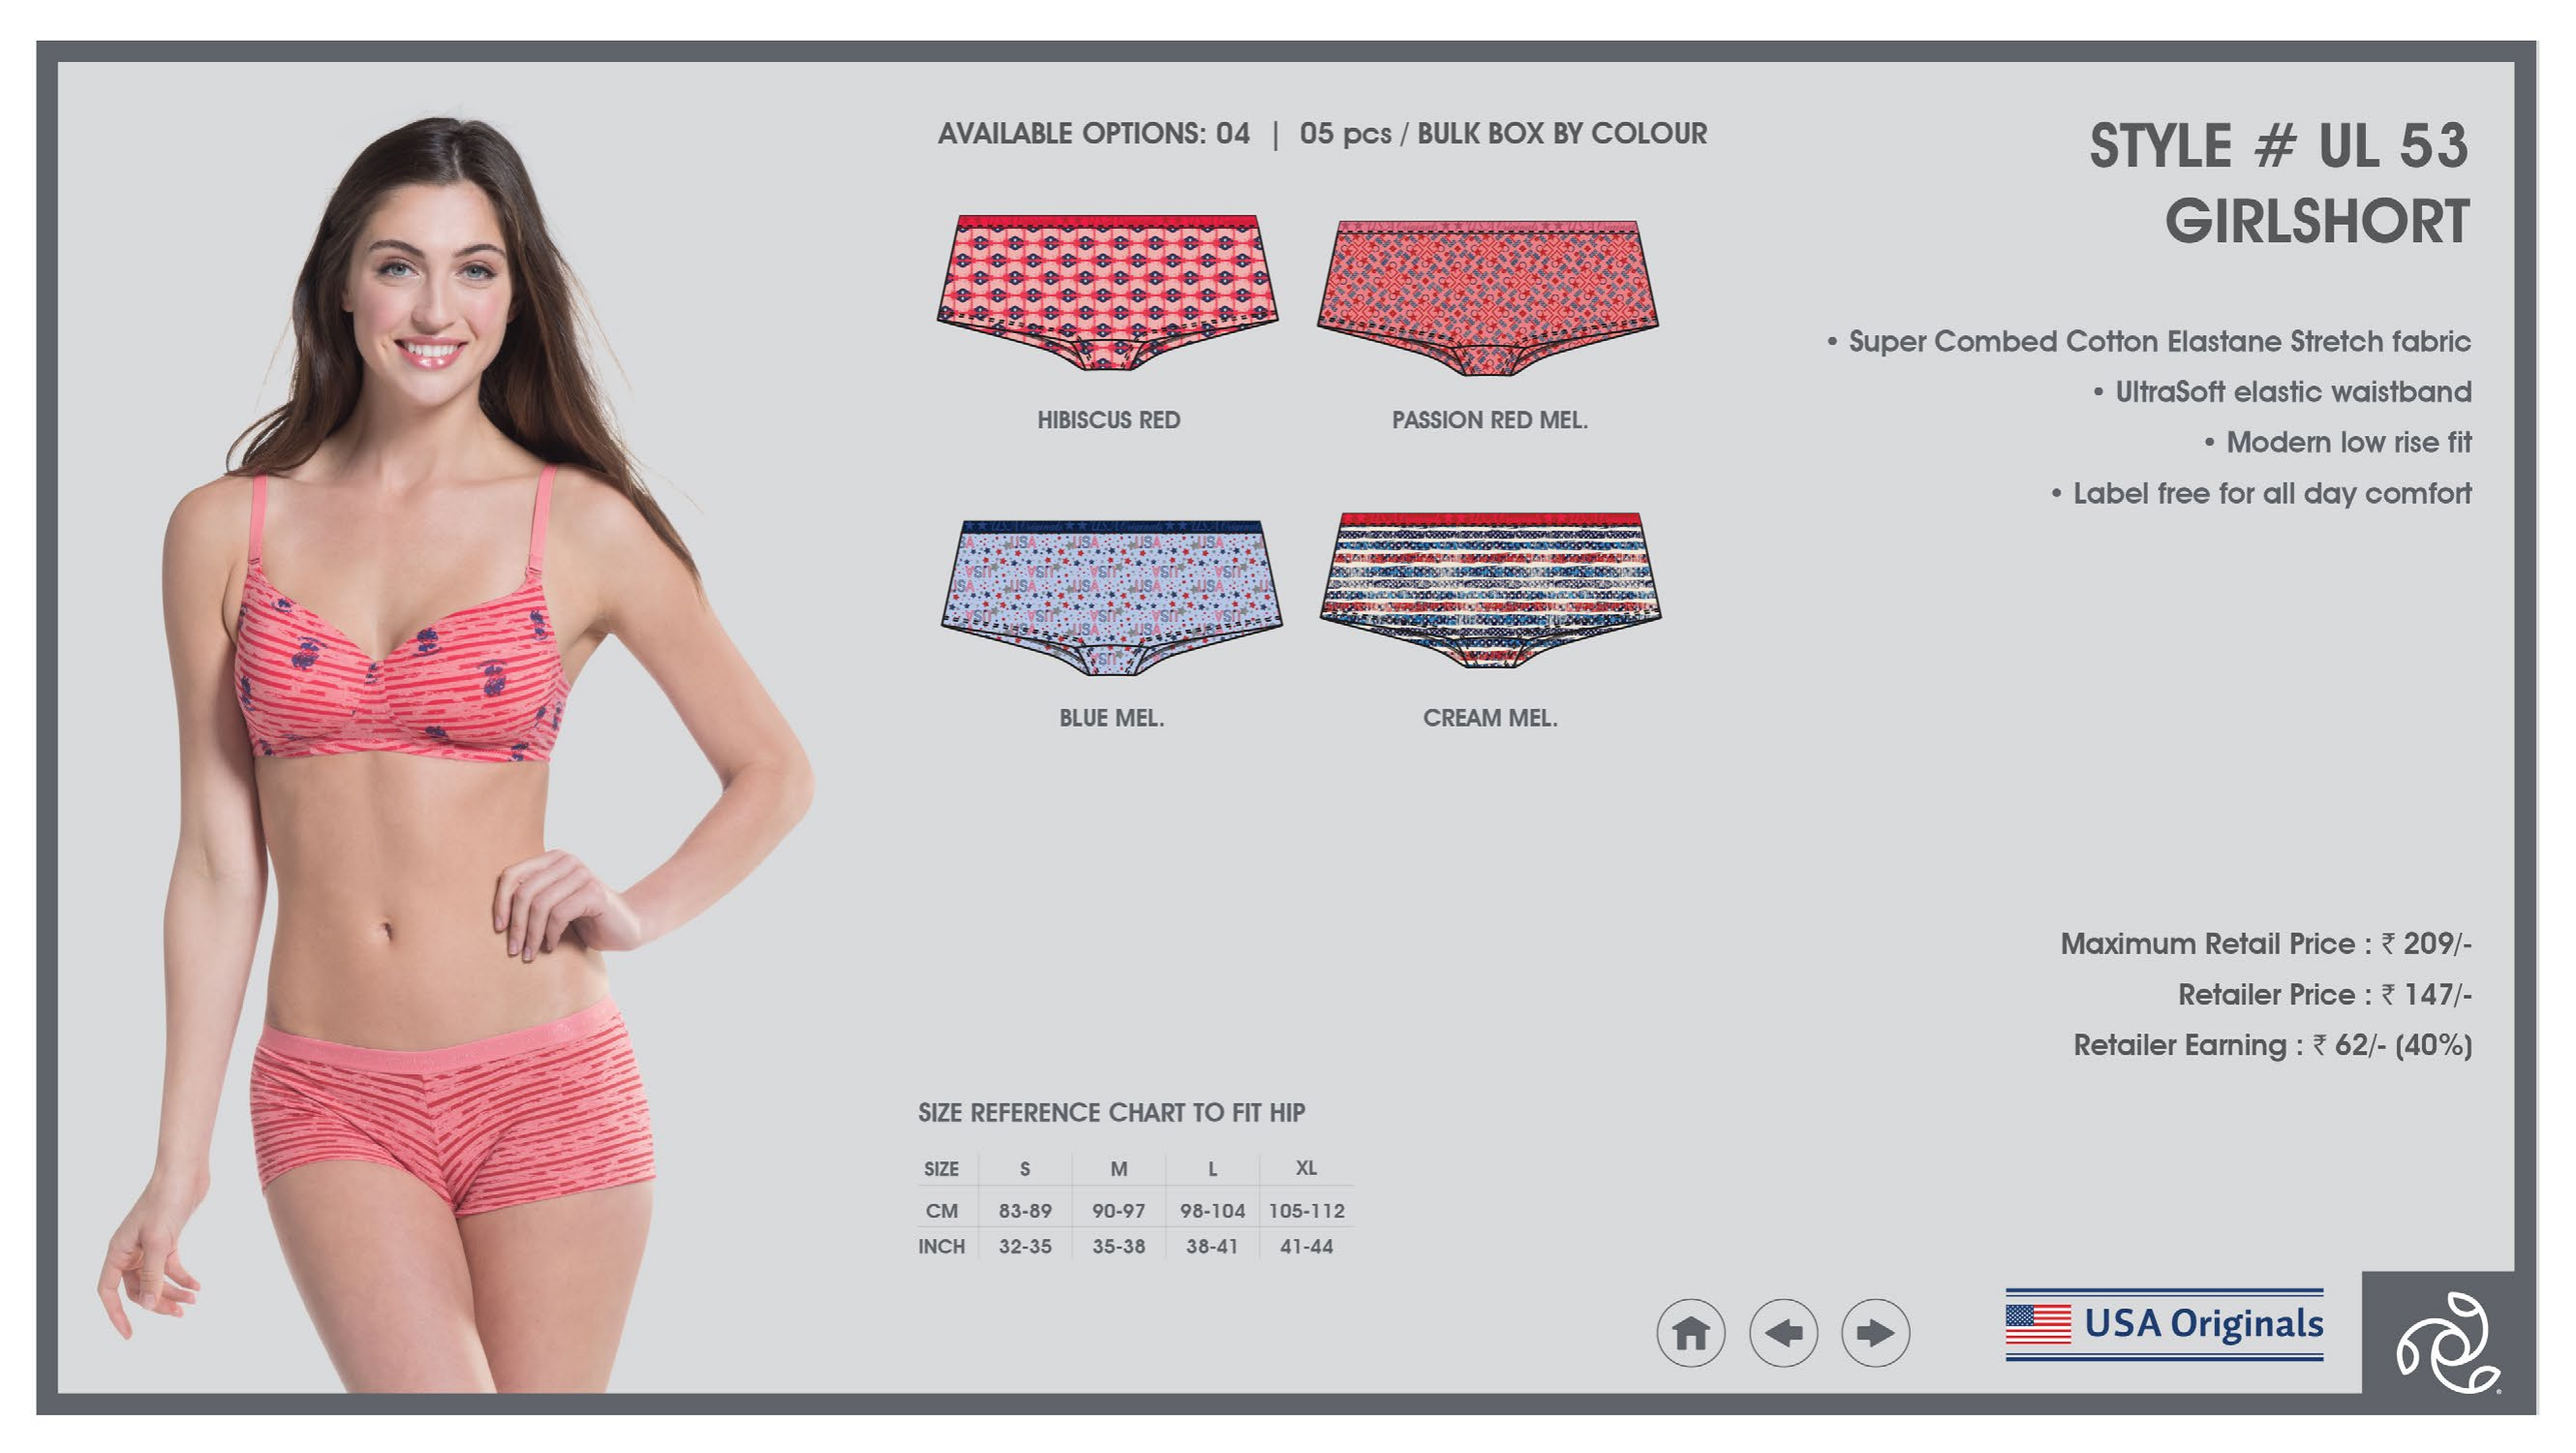 AVAILABLE OPTIONS: 04 | 05 pcs / BULK BOX BY COLOUR
STYLE # UL 53
GIRLSHORT
HIBISCUS RED
PASSION RED MEL.
BLUE MEL.
CREAM MEL.
• Super Combed Cotton Elastane Stretch fabric
• UltraSoft elastic waistband
• Modern low rise fit
• Label free for all day comfort
Maximum Retail Price : ₹ 209/-
Retailer Price : ₹ 147/-
Retailer Earning : ₹ 62/- (40%)
SIZE REFERENCE CHART TO FIT HIP
SIZE S M L XL
CM 83-89 90-97 98-104 105-112
INCH 32-35 35-38 38-41 41-44
USA Originals